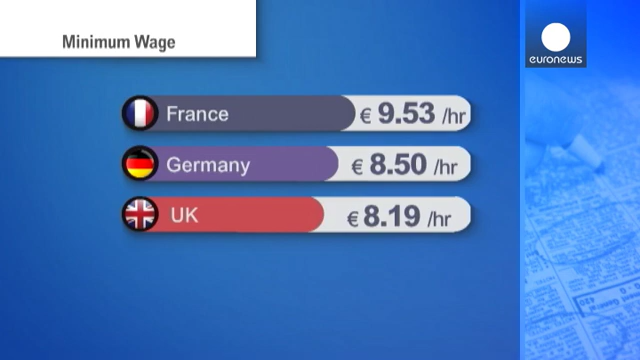 Minimum Wage
euronews
France € 9.53 /hr
Germany € 8.50 /hr
UK € 8.19 /hr